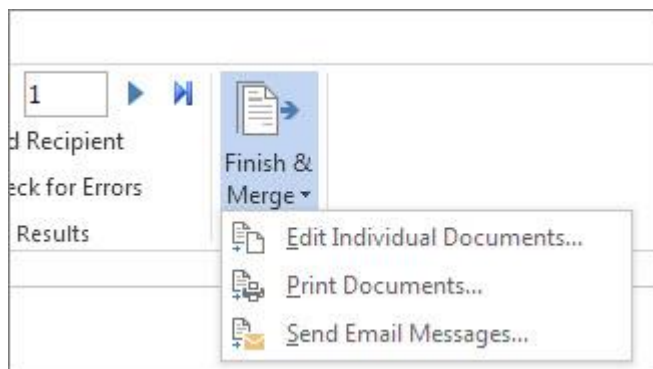 1
d Recipient
eck for Errors
Results
Finish &
Merge
Edit Individual Documents...
Print Documents...
Send Email Messages...